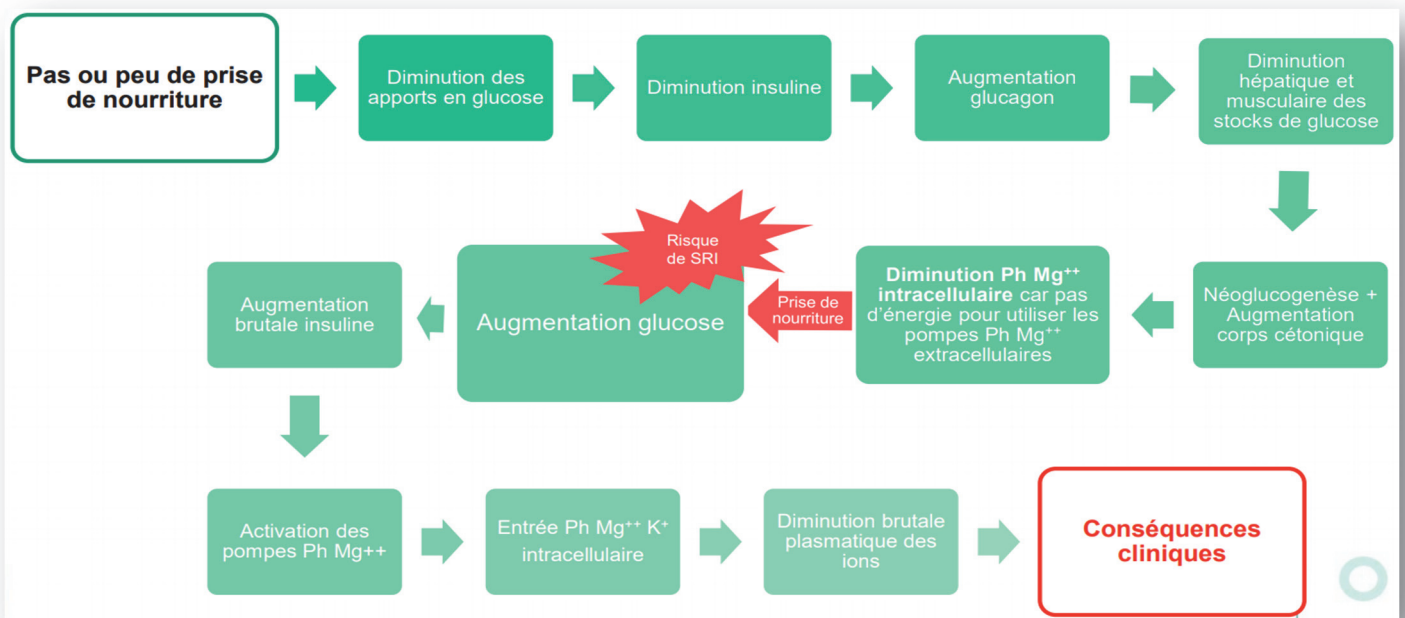 Pas ou peu de prise
de nourriture
Diminution des
apports en glucose
Diminution insuline
Augmentation
glucagon
Diminution
hépatique et
musculaire des
stocks de glucose
Néoglucogenèse +
Augmentation
corps cétonique
Diminution Ph Mg⁺⁺
intracellulaire car pas
d'énergie pour utiliser les
pompes Ph Mg⁺⁺
extracellulaires
Prise de
nourriture
Risque
de SRI
Augmentation glucose
Augmentation
brutale insuline
Activation des
pompes Ph Mg++
Entrée Ph Mg⁺⁺ K⁺
intracellulaire
Diminution brutale
plasmatique des
ions
Conséquences
cliniques